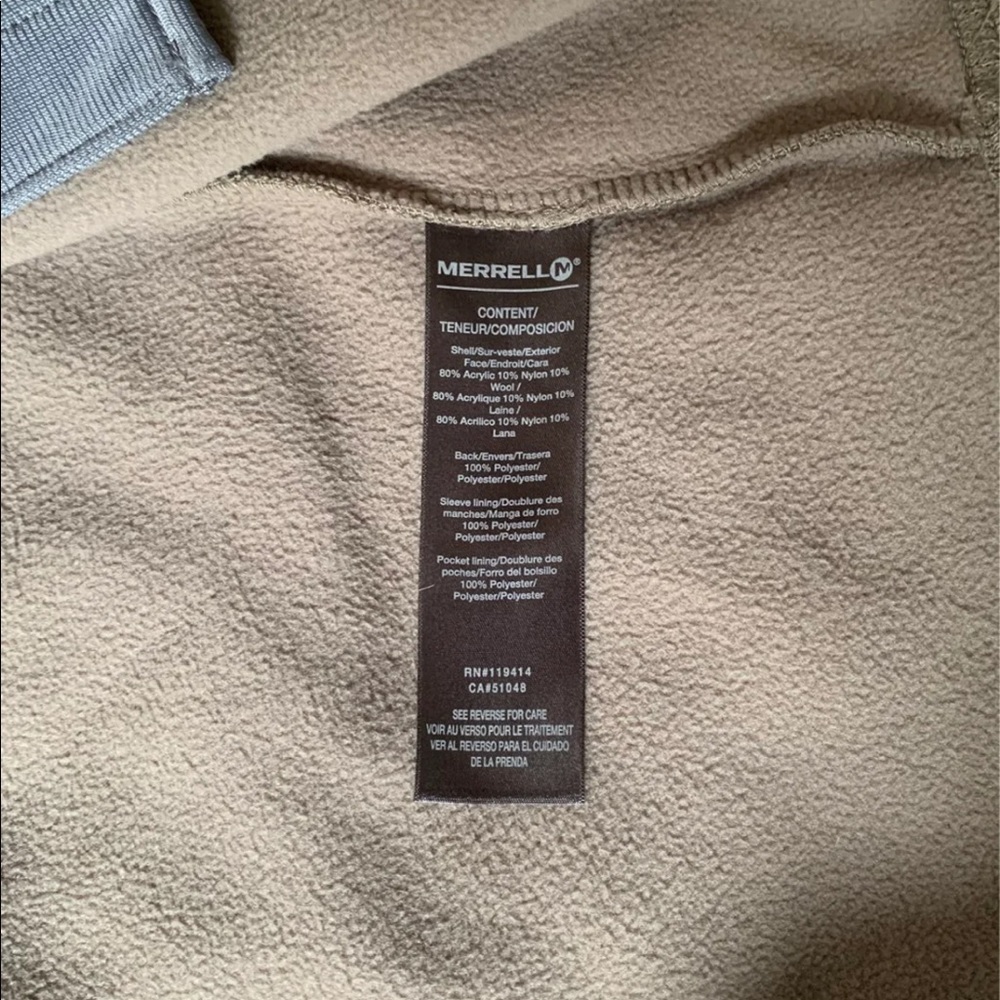 MERRELL M®
CONTENT/
TENEUR/COMPOSICION
Shell/Sur-veste/Exterior
Face/Endroit/Cara
80% Acrylic 10% Nylon 10%
Wool /
80% Acrylique 10% Nylon 10%
Laine /
80% Acrilico 10% Nylon 10%
Lana
Back/Envers/Trasera
100% Polyester/
Polyester/Polyester
Sleeve lining/Doublure des
manches/Manga de forro
100% Polyester/
Polyester/Polyester
Pocket lining/Doublure des
poches/Forro del bolsillo
100% Polyester/
Polyester/Polyester
RN#119414
CA#51048
SEE REVERSE FOR CARE
VOIR AU VERSO POUR LE TRAITEMENT
VER AL REVERSO PARA EL CUIDADO
DE LA PRENDA